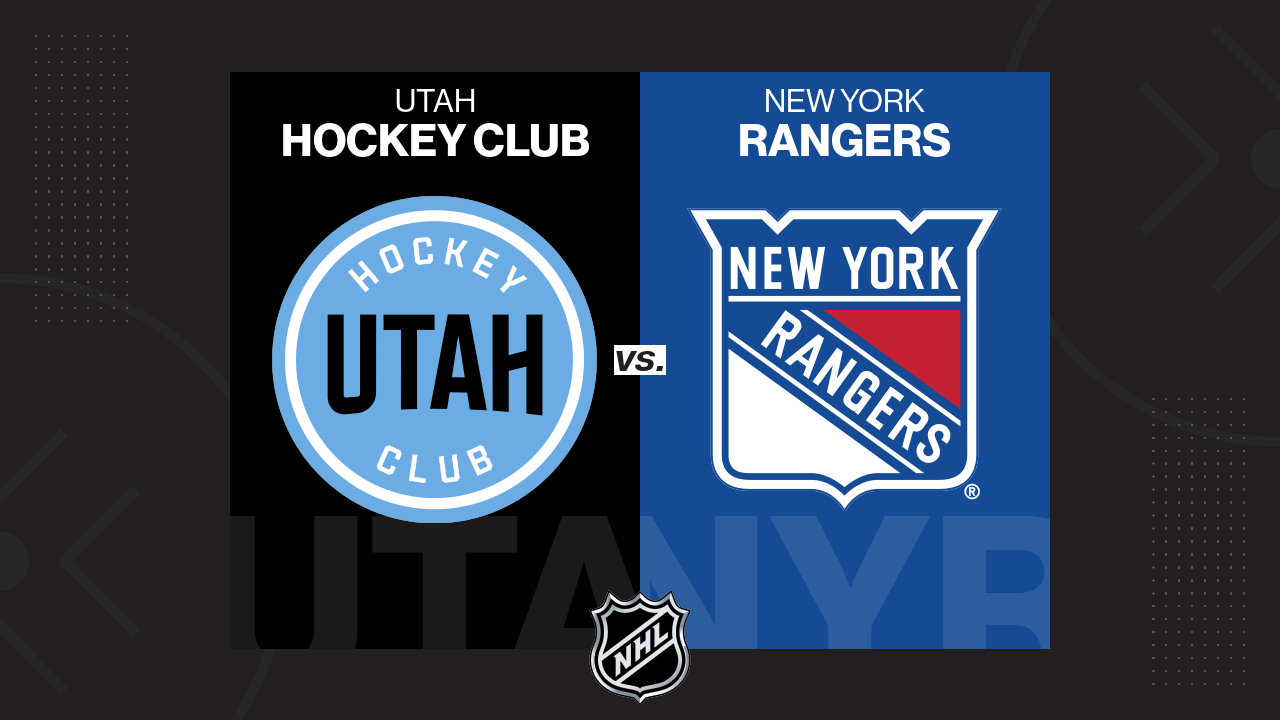 UTAH
HOCKEY CLUB
NEW YORK
RANGERS
HOCKEY
UTAH
CLUB
vs.
NEW YORK
RANGERS
®
UTA
NYR
NHL